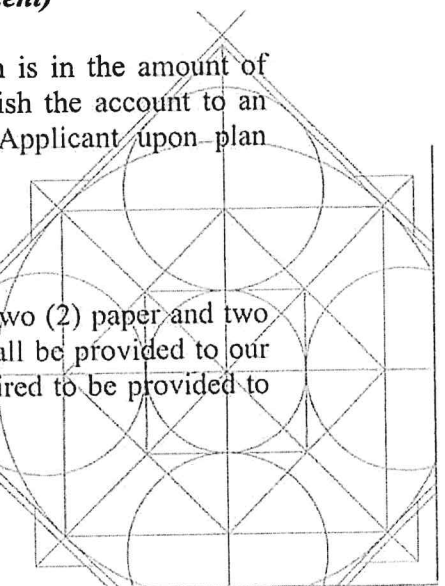 ent)
is in the amount of
ish the account to an
Applicant upon plan
wo (2) paper and two
all be provided to our
ired to be provided to